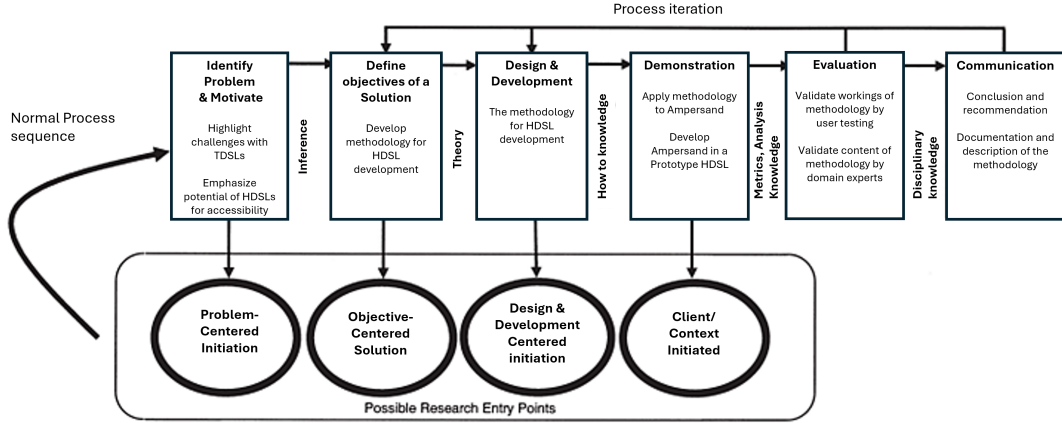 Process iteration
Normal Process
sequence
Identify
Problem
& Motivate
Highlight
challenges with
TDSLs
Emphasize
potential of HDSLs
for accessibility
Inference
Define
objectives of a
Solution
Develop
methodology for
HDSL
development
Theory
Design &
Development
The methodology
for HDSL
development
How to knowledge
Demonstration
Apply methodology
to Ampersand
Develop
Ampersand in a
Prototype HDSL
Metrics, Analysis
Knowledge
Evaluation
Validate workings of
methodology by
user testing
Validate content of
methodology by
domain experts
Disciplinary
knowledge
Communication
Conclusion and
recommendation
Documentation and
description of the
methodology
Problem-
Centered
Initiation
Objective-
Centered
Solution
Design &
Development
Centered
initiation
Client/
Context
Initiated
Possible Research Entry Points